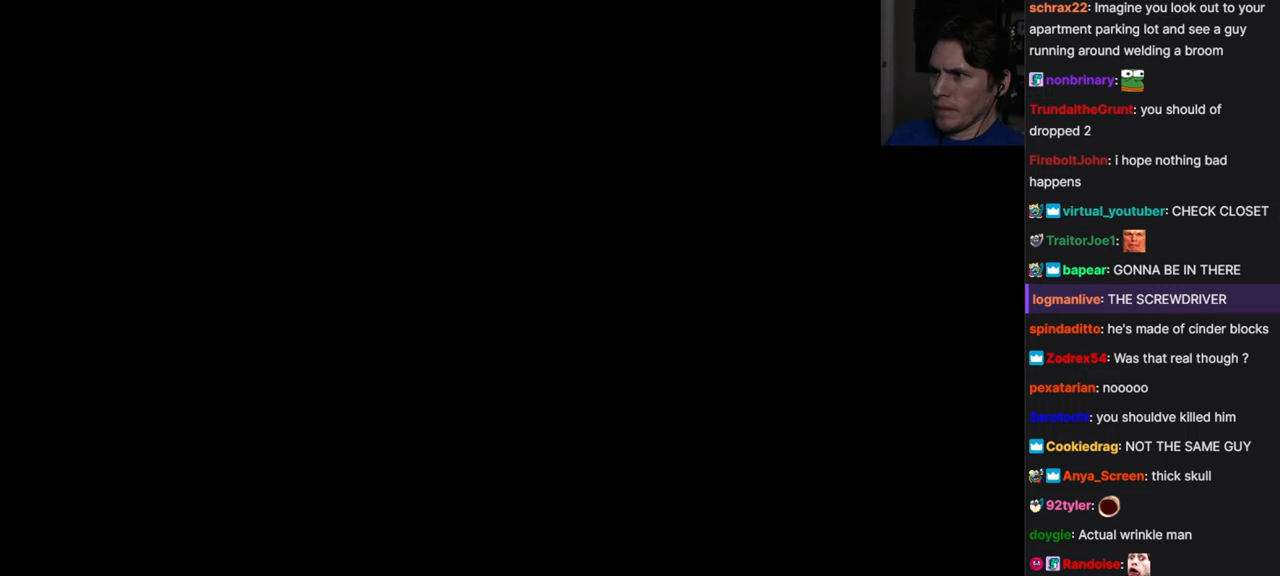 schrax22: Imagine you look out to your
apartment parking lot and see a guy
running around welding a broom
nonbrinary:
TrundaltheGrunt: you should of
dropped 2
FireboltJohn: i hope nothing bad
happens
virtual_youtuber: CHECK CLOSET
TraitorJoe1:
bapear: GONNA BE IN THERE
logmanlive: THE SCREWDRIVER
spindaditto: he's made of cinder blocks
Zodrex54: Was that real though ?
pexatarian: nooooo
: you shouldve killed him
Cookiedrag: NOT THE SAME GUY
Anya_Screen: thick skull
92tyler:
doygie: Actual wrinkle man
Randoise: